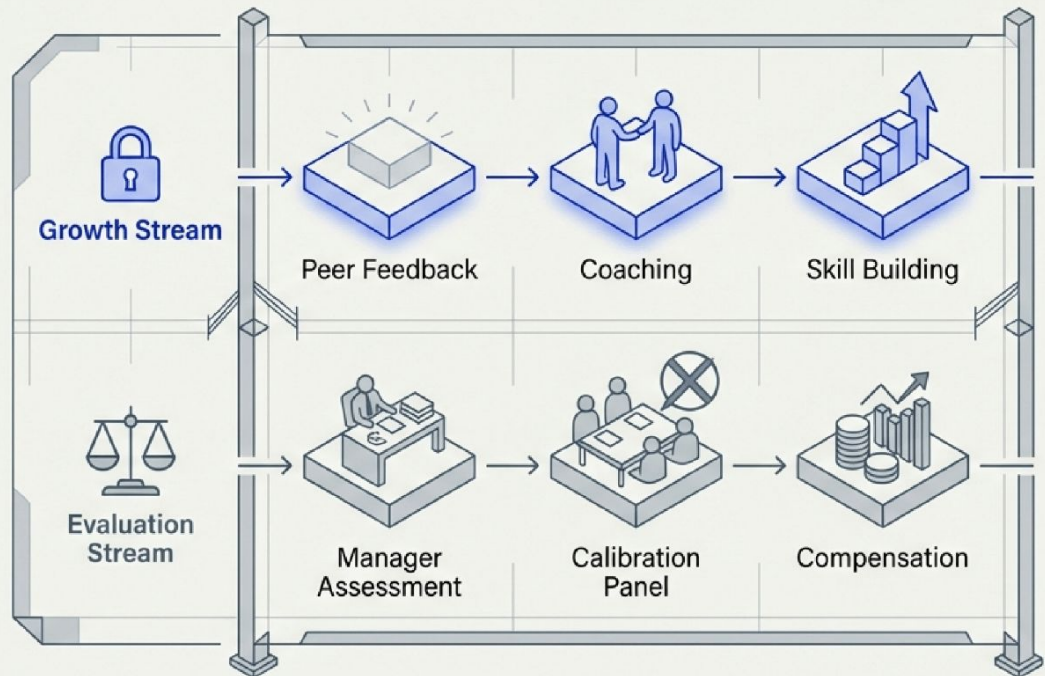 Growth Stream
Peer Feedback
Coaching
Skill Building
Evaluation
Stream
Manager
Assessment
Calibration
Panel
Compensation